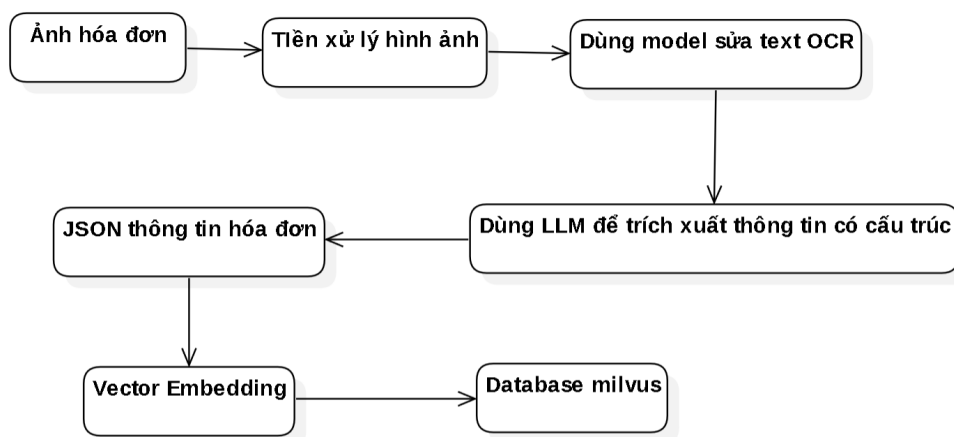 Ảnh hóa đơn
TIền xử lý hình ảnh
Dùng model sửa text OCR
Dùng LLM để trích xuất thông tin có cấu trúc
JSON thông tin hóa đơn
Vector Embedding
Database milvus